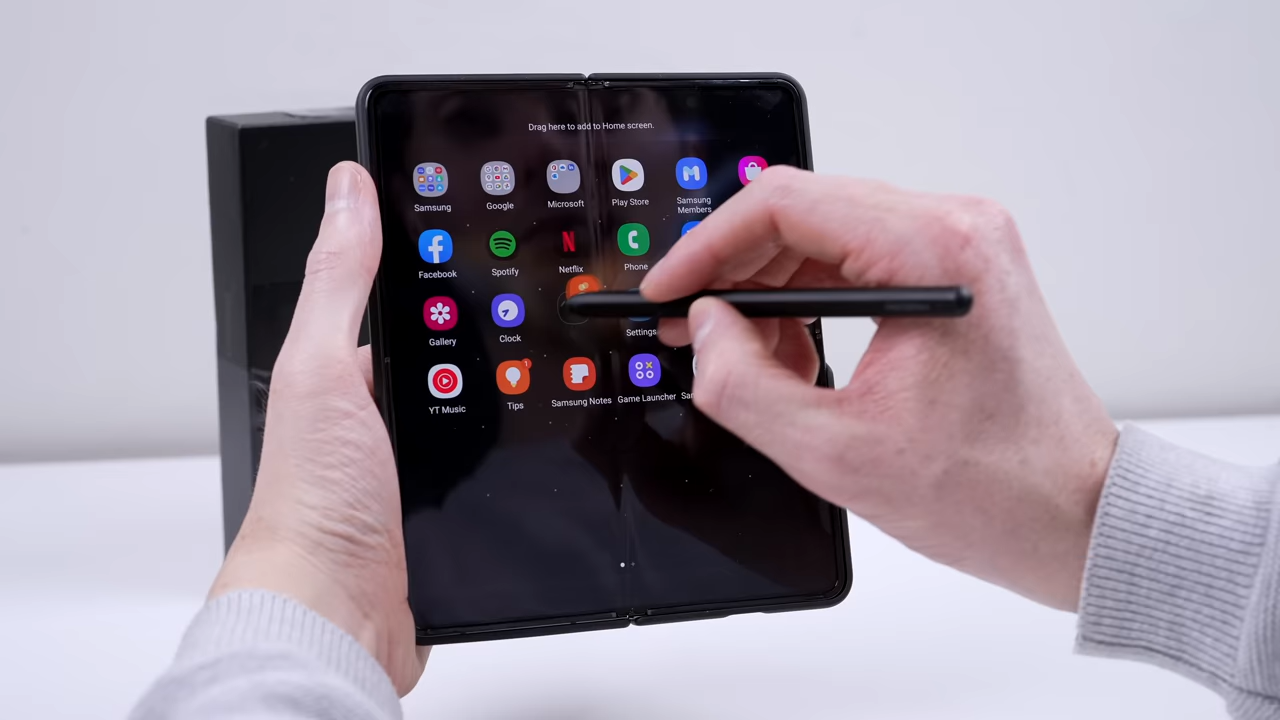 Drag here to add to Home screen.
Samsung
Google
Microsoft
Play Store
Samsung
Members
Facebook
Spotify
Netflix
Phone
Gallery
Clock
Settings
YT Music
1
Tips
Samsung Notes
Game Launcher